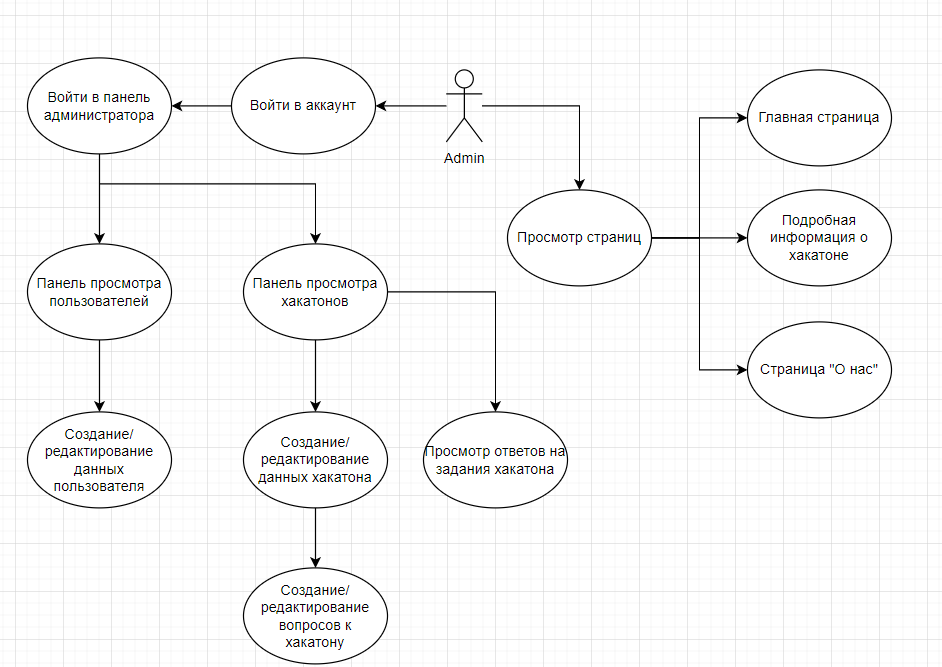 Войти в панель
администратора
Войти в аккаунт
Admin
Главная страница
Просмотр страниц
Подробная
информация о
хакатоне
Панель просмотра
пользователей
Панель просмотра
хакатонов
Страница "О нас"
Создание/
редактирование
данных
пользователя
Создание/
редактирование
данных хакатона
Просмотр ответов на
задания хакатона
Создание/
редактирование
вопросов к
хакатону